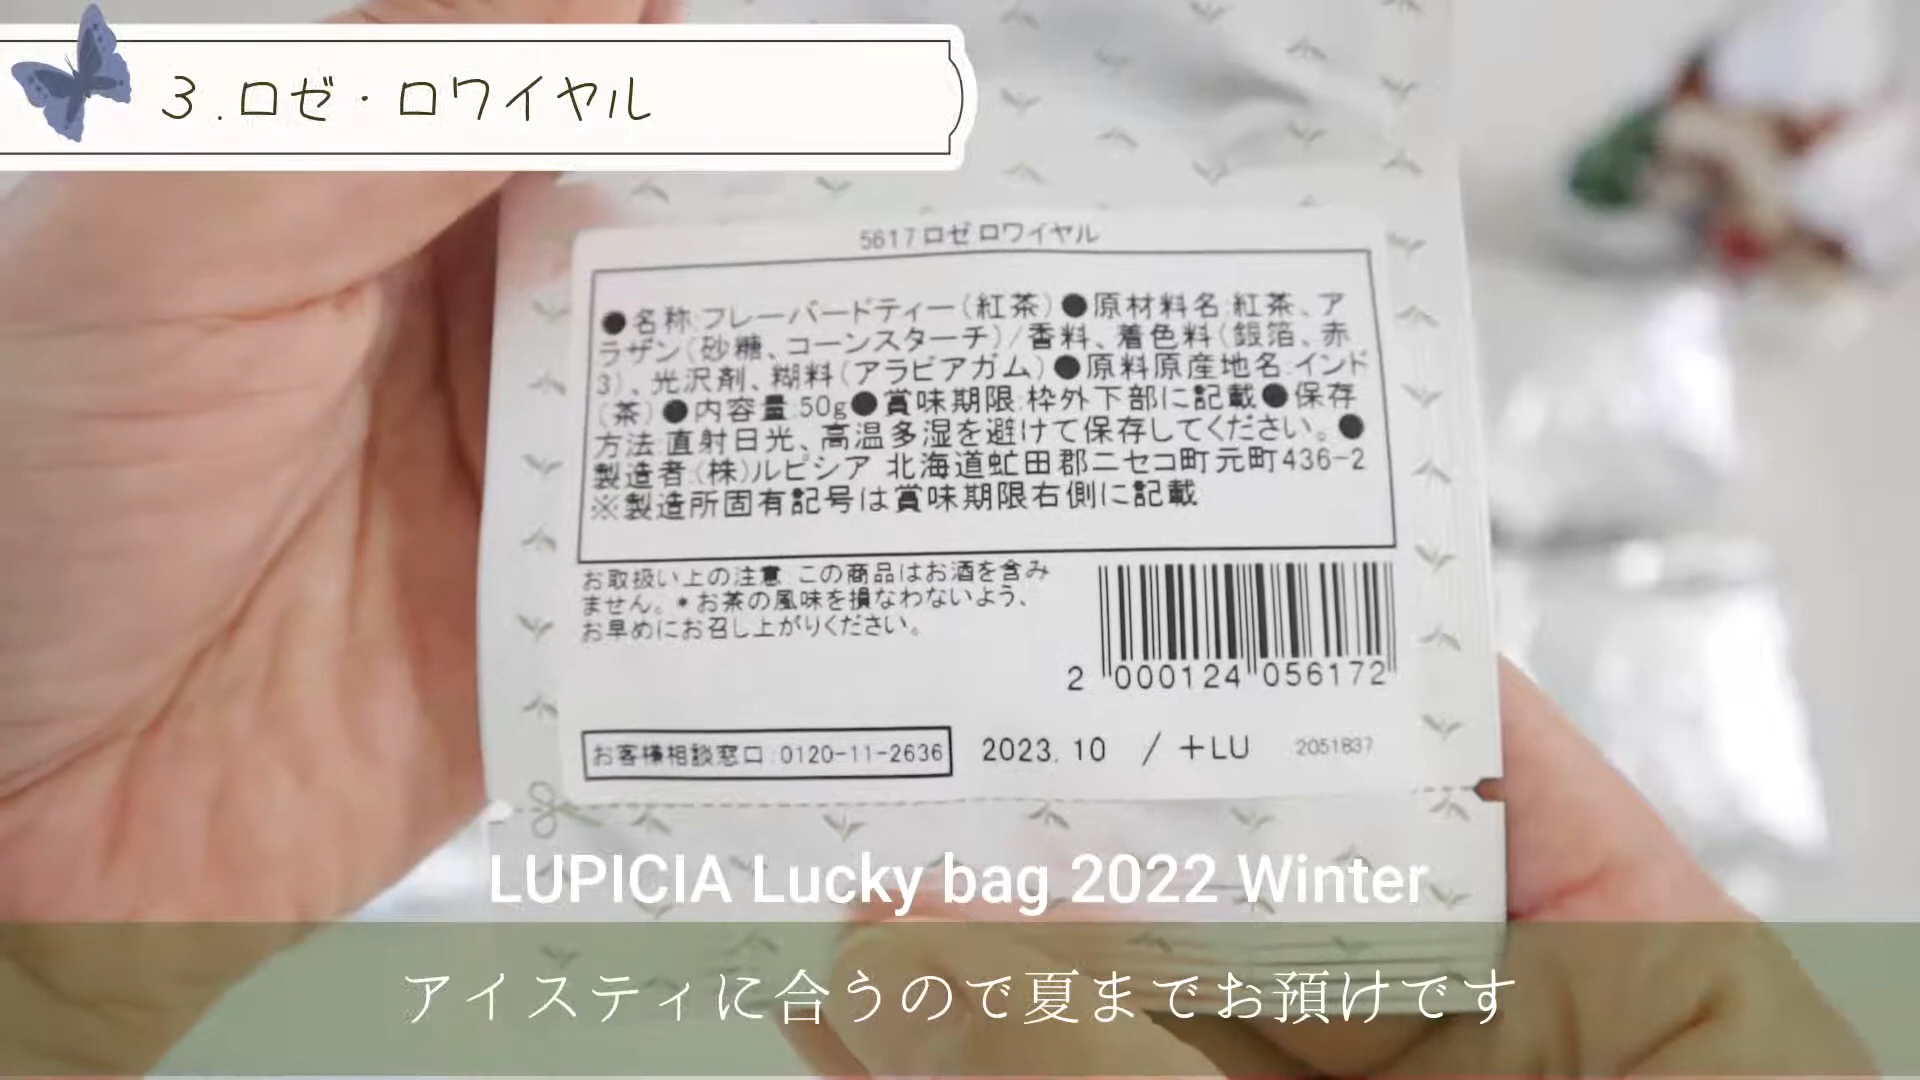 3.ロゼ・ロワイヤル
5617 ロゼ ロワイヤル
●名称:フレーバードティー(紅茶)●原材料名:紅茶、ア
ラザン(砂糖、コーンスターチ)/香料、着色料(銀箔、赤
3)、光沢剤、糊料(アラビアガム)●原料原産地名:インド
(茶)●内容量:50g●賞味期限:枠外下部に記載●保存
方法:直射日光、高温多湿を避けて保存してください。●
製造者:(株)ルピシア 北海道虻田郡ニセコ町元町436-2
※製造所固有記号は賞味期限右側に記載
お取扱い上の注意:この商品はお酒を含み
ません。*お茶の風味を損なわないよう、
お早めにお召し上がりください。
2 000124 056172
お客様相談窓口:0120-11-2636
2023.10 / +LU 2051837
LUPICIA Lucky bag 2022 Winter
アイスティに合うので夏までお預けです